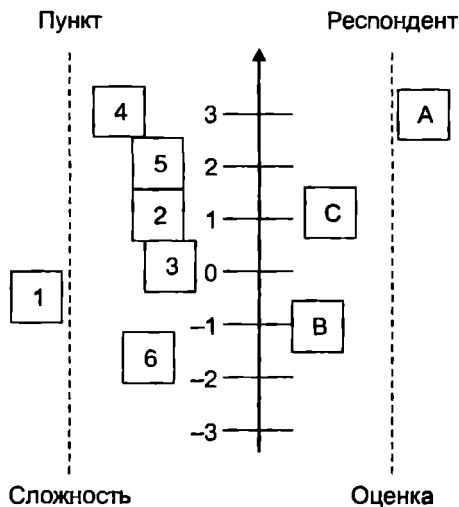 Пункт Респондент
4 3 A
5 2
2 1 C
3 0
1
–1 B
6
–2
–3
Сложность Оценка